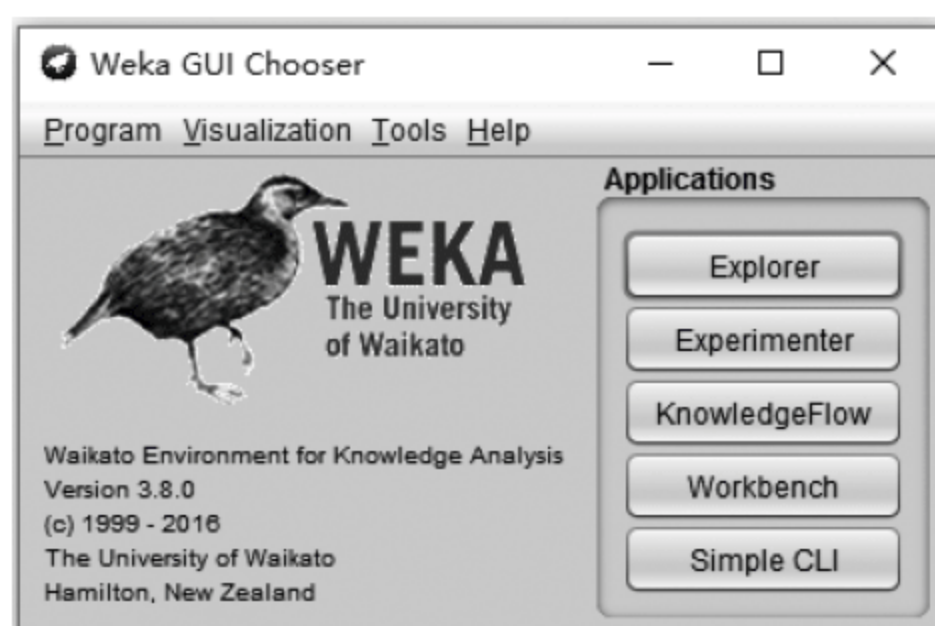 Weka GUI Chooser
Program Visualization Tools Help
WEKA
The University
of Waikato
Waikato Environment for Knowledge Analysis
Version 3.8.0
(c) 1999 - 2016
The University of Waikato
Hamilton, New Zealand
Applications
Explorer
Experimenter
KnowledgeFlow
Workbench
Simple CLI